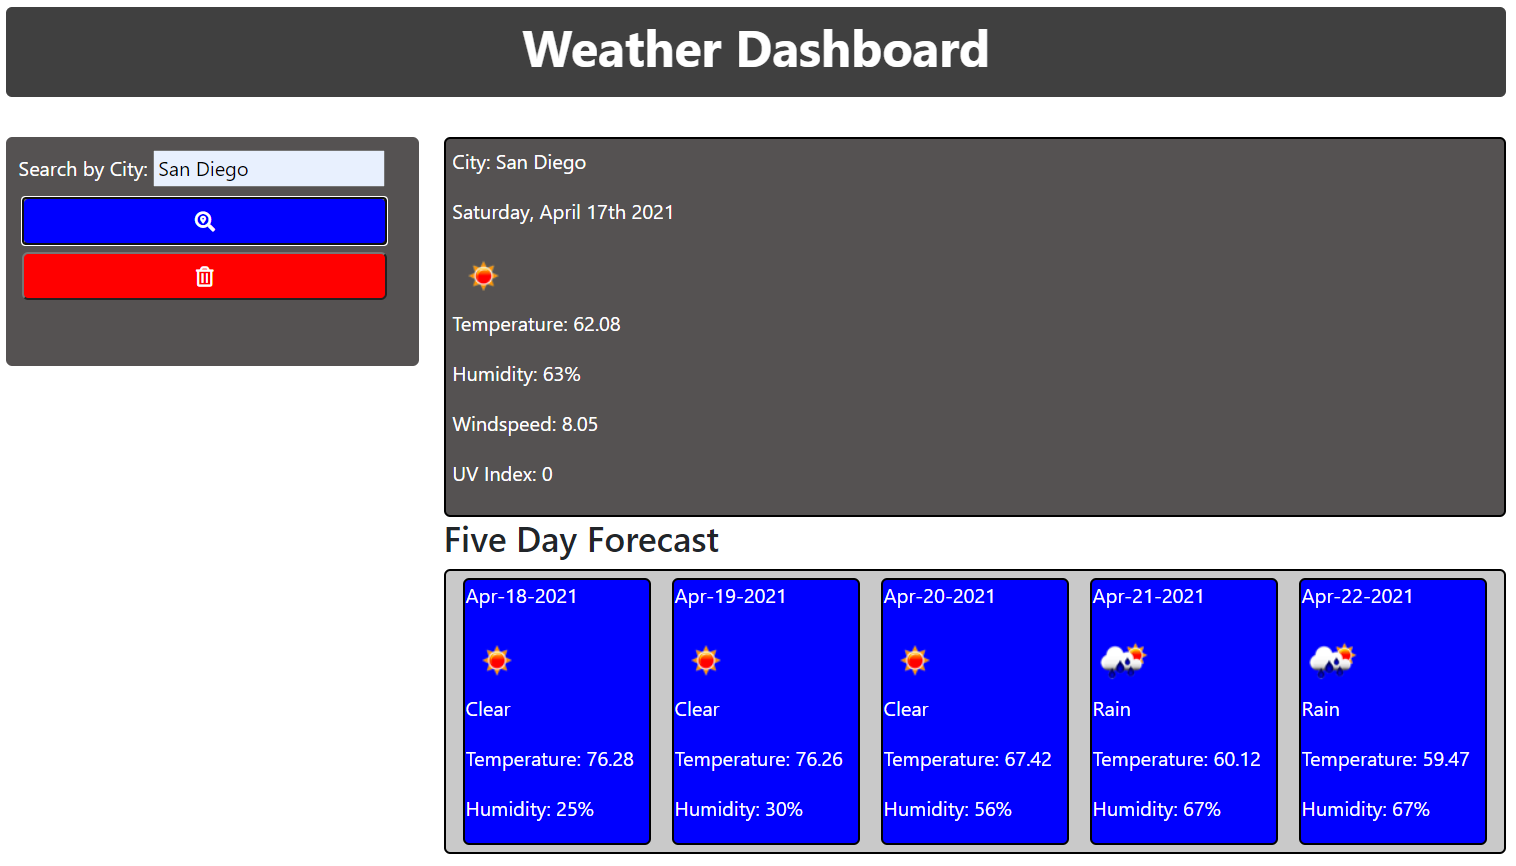 Weather Dashboard
Search by City: San Diego
City: San Diego
Saturday, April 17th 2021
Temperature: 62.08
Humidity: 63%
Windspeed: 8.05
UV Index: 0
Five Day Forecast
Apr-18-2021
Clear
Temperature: 76.28
Humidity: 25%
Apr-19-2021
Clear
Temperature: 76.26
Humidity: 30%
Apr-20-2021
Clear
Temperature: 67.42
Humidity: 56%
Apr-21-2021
Rain
Temperature: 60.12
Humidity: 67%
Apr-22-2021
Rain
Temperature: 59.47
Humidity: 67%